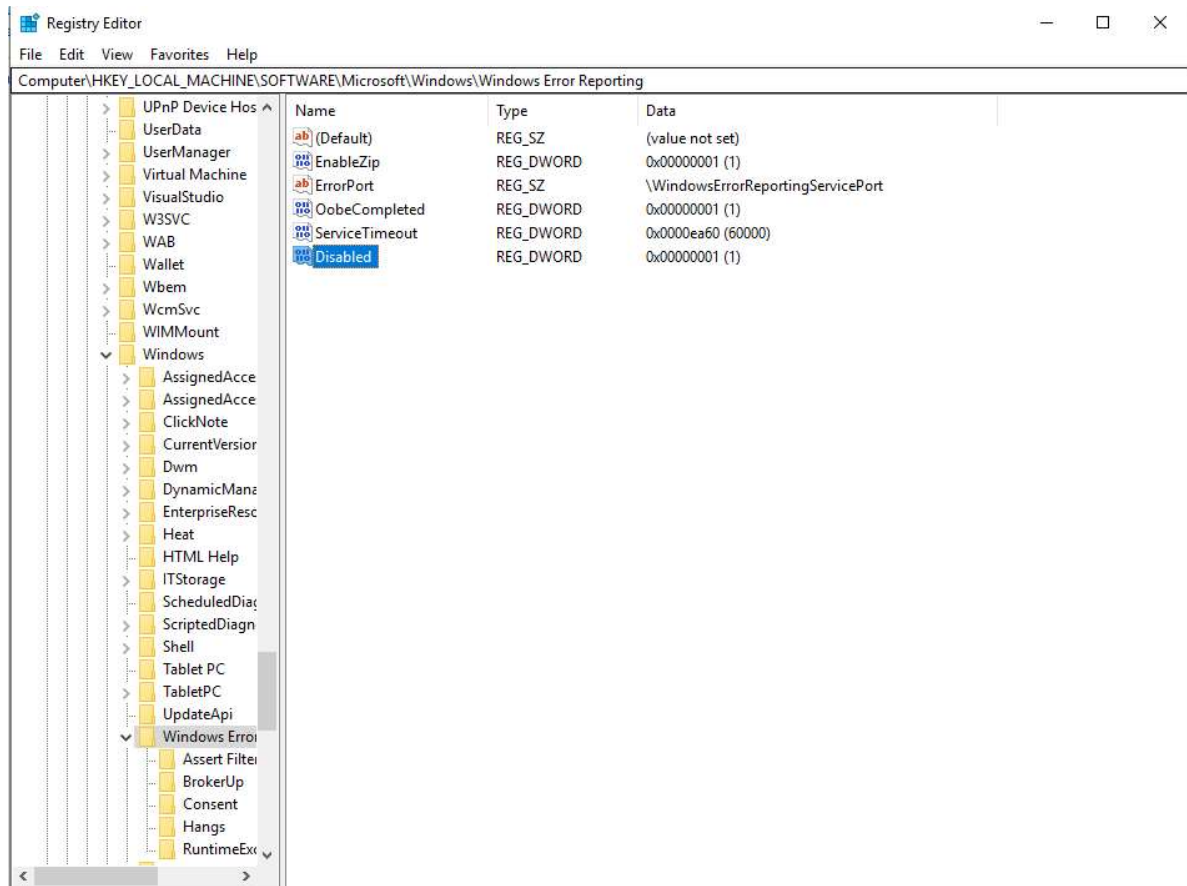 Registry Editor
File Edit View Favorites Help
Computer\HKEY_LOCAL_MACHINE\SOFTWARE\Microsoft\Windows\Windows Error Reporting
UPnP Device Hos
UserData
UserManager
Virtual Machine
VisualStudio
W3SVC
WAB
Wallet
Wbem
WcmSvc
WIMMount
Windows
AssignedAcce
AssignedAcce
ClickNote
CurrentVersior
Dwm
DynamicMana
EnterpriseResc
Heat
HTML Help
ITStorage
ScheduledDiag
ScriptedDiagn
Shell
Tablet PC
TabletPC
UpdateApi
Windows Error
Assert Filter
BrokerUp
Consent
Hangs
RuntimeExc
Name Type Data
(Default) REG_SZ (value not set)
EnableZip REG_DWORD 0x00000001 (1)
ErrorPort REG_SZ \WindowsErrorReportingServicePort
OobeCompleted REG_DWORD 0x00000001 (1)
ServiceTimeout REG_DWORD 0x0000ea60 (60000)
Disabled REG_DWORD 0x00000001 (1)